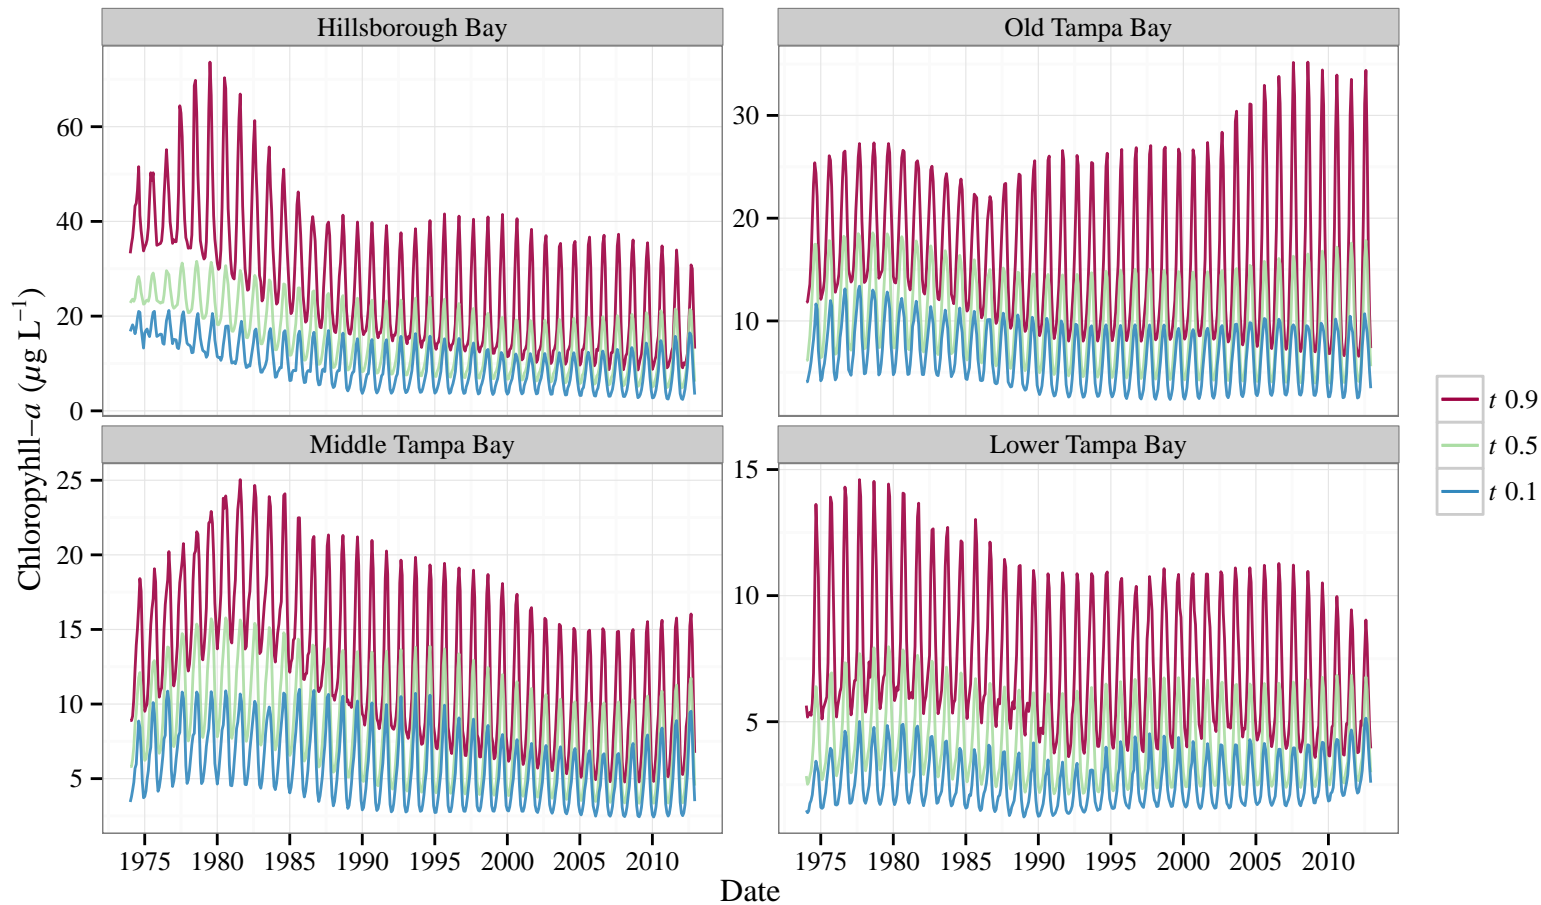 Hillsborough Bay
Old Tampa Bay
60
40
20
0
30
20
10
Middle Tampa Bay
Lower Tampa Bay
25
20
15
10
5
15
10
5
1975 1980 1985 1990 1995 2000 2005 2010
1975 1980 1985 1990 1995 2000 2005 2010
Date
Chloropyhll−a (μg L⁻¹)
t 0.9
t 0.5
t 0.1